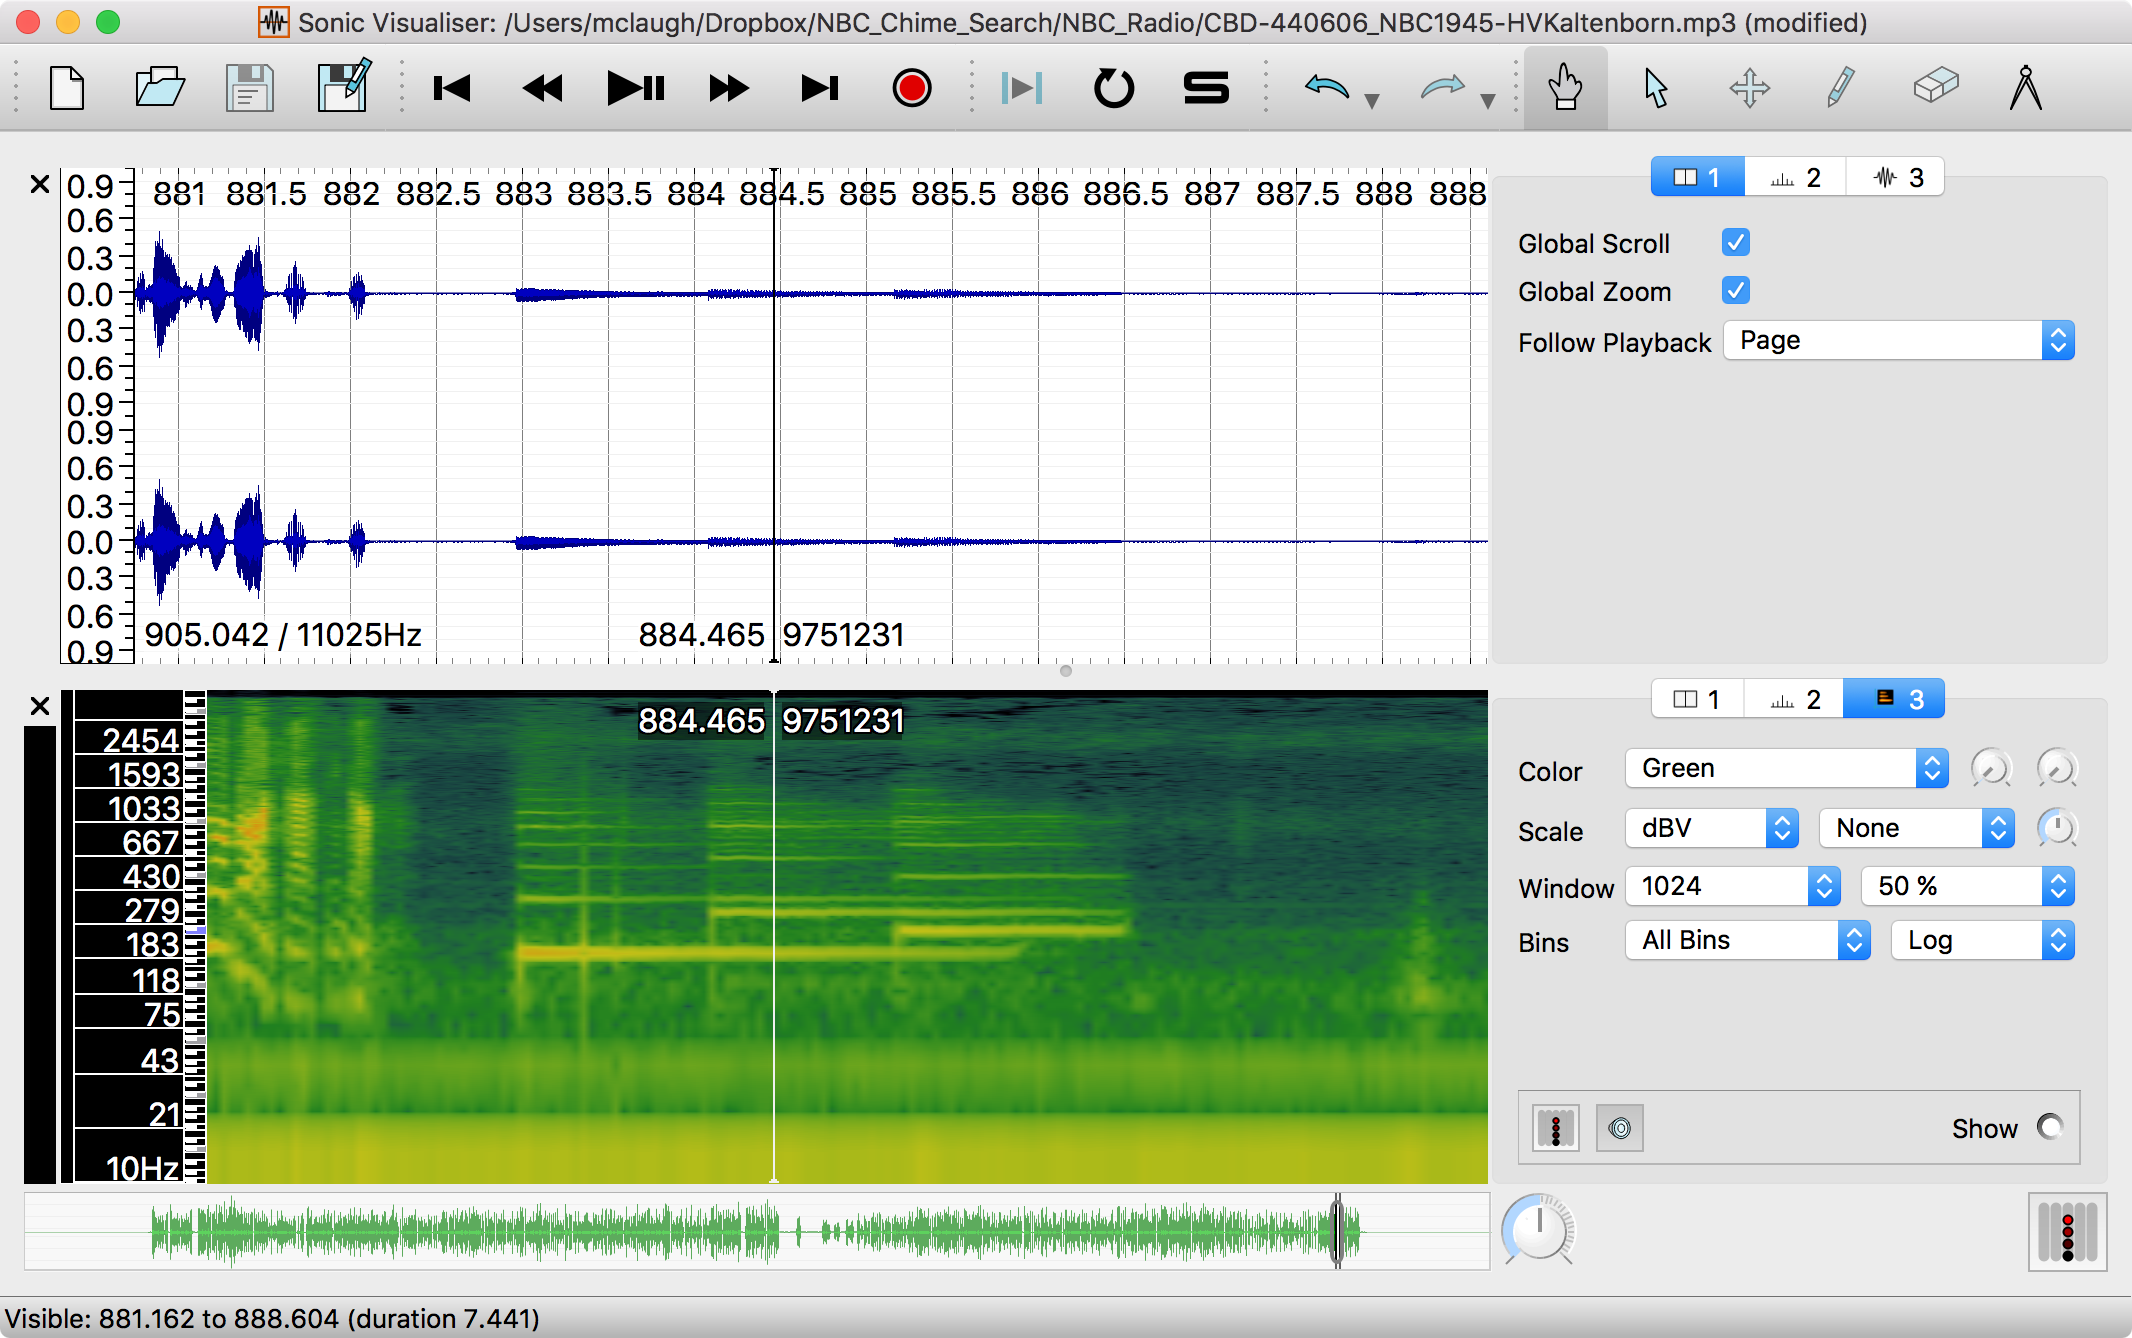 Sonic Visualiser: /Users/mclaugh/Dropbox/NBC_Chime_Search/NBC_Radio/CBD-440606_NBC1945-HVKaltenborn.mp3 (modified)
881 881.5 882 882.5 883 883.5 884 884.5 885 885.5 886 886.5 887 887.5 888 888
0.9
0.6
0.3
0.0
0.3
0.6
0.9
0.9
0.6
0.3
0.0
0.3
0.6
0.9
905.042 / 11025Hz
884.465 9751231
1 2 3
Global Scroll
Global Zoom
Follow Playback Page
884.465 9751231
2454
1593
1033
667
430
279
183
118
75
43
21
10Hz
1 2 3
Color Green
Scale dBV None
Window 1024 50 %
Bins All Bins Log
Show
Visible: 881.162 to 888.604 (duration 7.441)